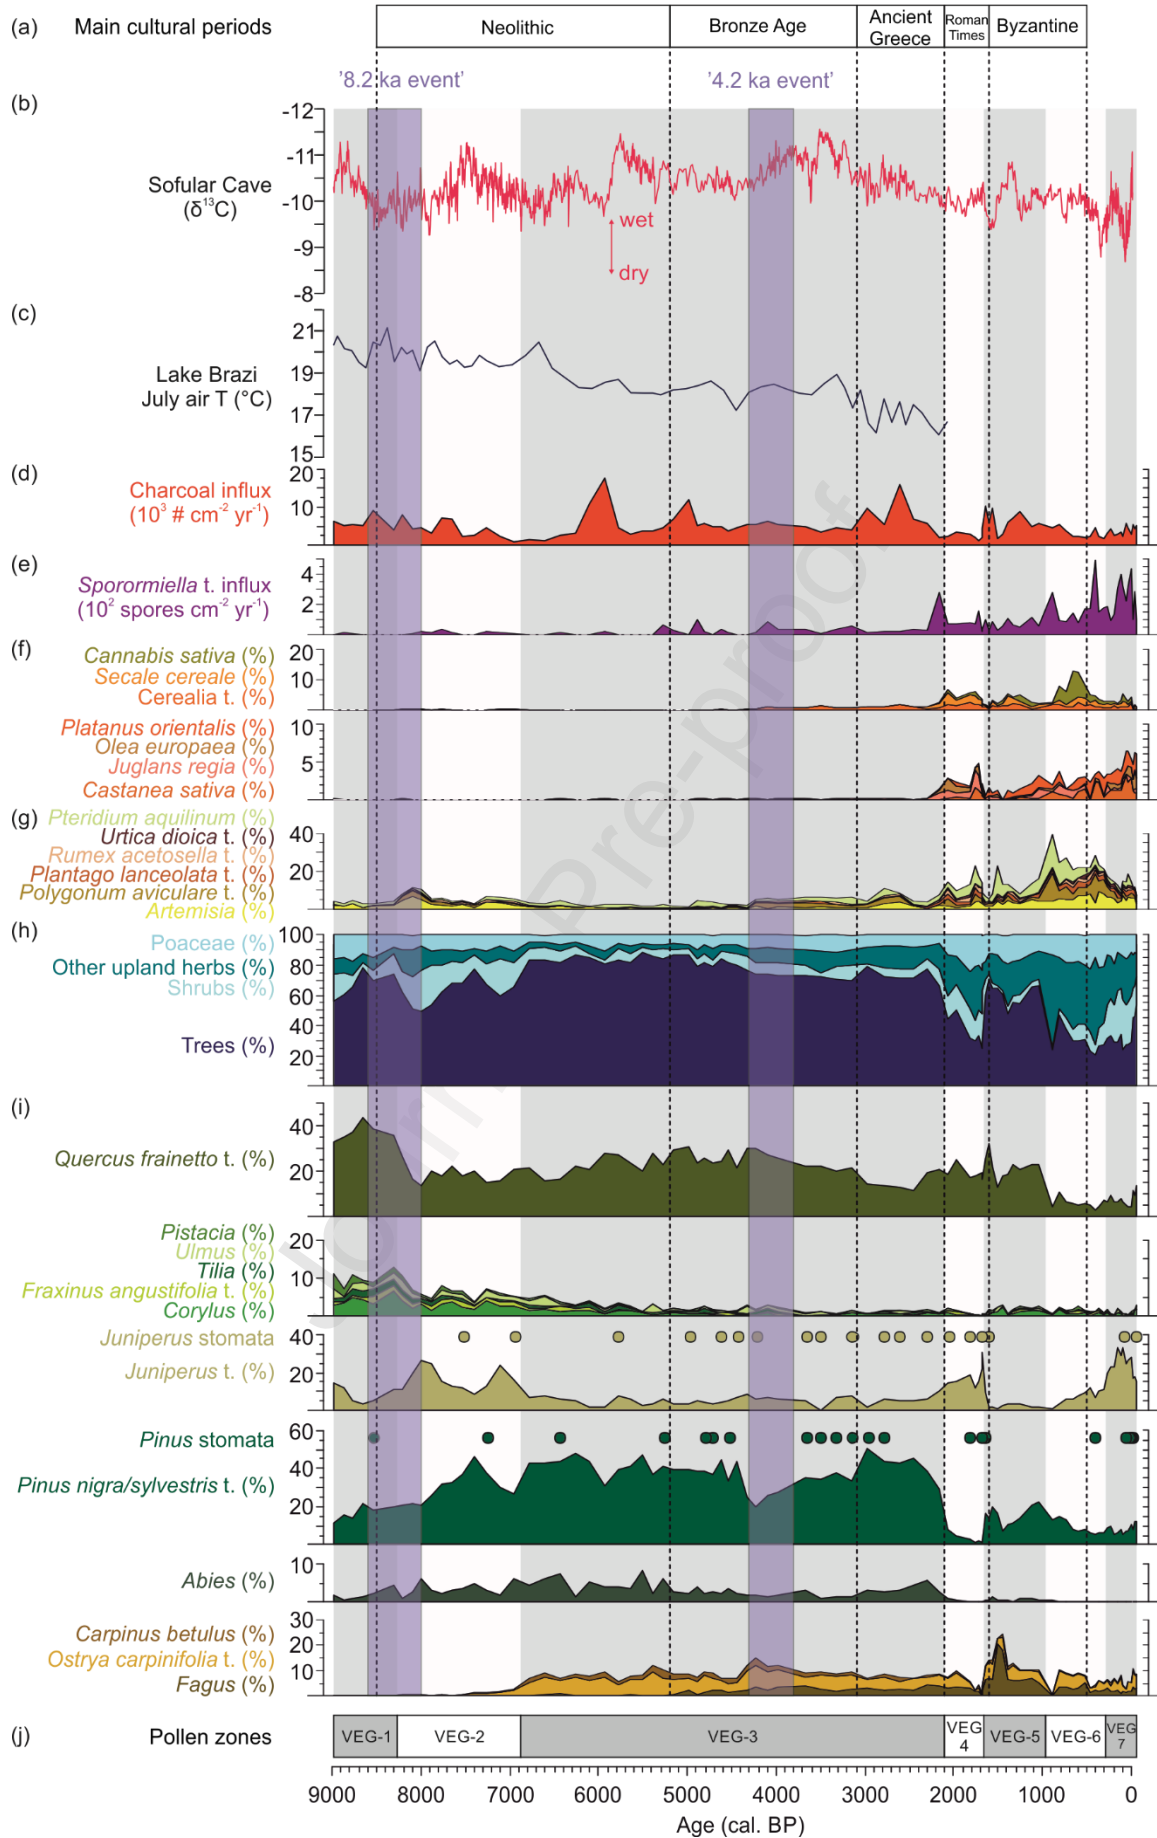 (a) Main cultural periods
Neolithic
Bronze Age
Ancient
Greece
Roman
Times
Byzantine
'8.2 ka event'
'4.2 ka event'
(b)
Sofular Cave
(δ¹³C)
-12
-11
-10
-9
-8
wet
dry
(c)
Lake Brazi
July air T (°C)
21
19
17
15
(d)
Charcoal influx
(10³ # cm⁻² yr⁻¹)
20
10
(e)
Sporormiella t. influx
(10² spores cm⁻² yr⁻¹)
4
2
(f)
Cannabis sativa (%)
Secale cereale (%)
Cerealia t. (%)
20
10
Platanus orientalis (%)
Olea europaea (%)
Juglans regia (%)
Castanea sativa (%)
10
5
(g)
Pteridium aquilinum (%)
Urtica dioica t. (%)
Rumex acetosella t. (%)
Plantago lanceolata t. (%)
Polygonum aviculare t. (%)
Artemisia (%)
40
20
(h)
Poaceae (%)
Other upland herbs (%)
Shrubs (%)
Trees (%)
100
80
60
40
20
(i)
Quercus frainetto t. (%)
40
20
Pistacia (%)
Ulmus (%)
Tilia (%)
Fraxinus angustifolia t. (%)
Corylus (%)
20
10
Juniperus stomata
Juniperus t. (%)
40
20
Pinus stomata
Pinus nigra/sylvestris t. (%)
60
40
20
Abies (%)
10
Carpinus betulus (%)
Ostrya carpinifolia t. (%)
Fagus (%)
30
20
10
(j) Pollen zones
VEG-1
VEG-2
VEG-3
VEG
4
VEG-5
VEG-6
VEG
7
9000 8000 7000 6000 5000 4000 3000 2000 1000 0
Age (cal. BP)
Journal Pre-proof